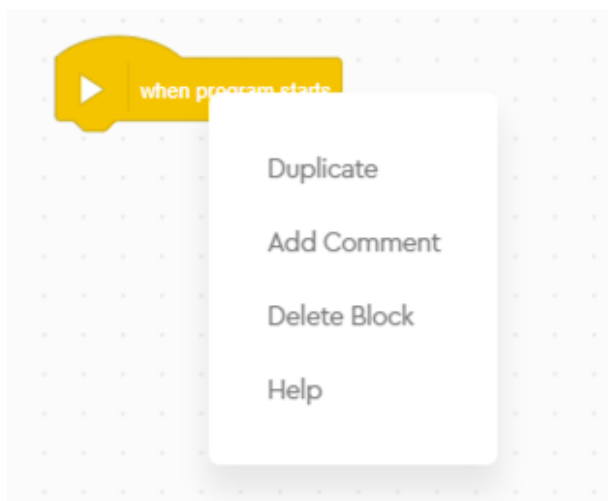 when program starts
Duplicate
Add Comment
Delete Block
Help